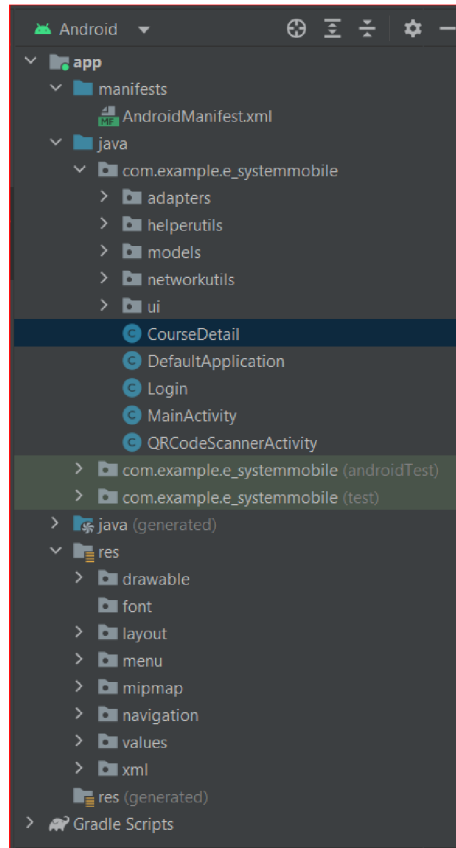 Android
app
manifests
MF AndroidManifest.xml
java
com.example.e_systemmobile
adapters
helperutils
models
networkutils
ui
C CourseDetail
C DefaultApplication
C Login
C MainActivity
C QRCodeScannerActivity
com.example.e_systemmobile (androidTest)
com.example.e_systemmobile (test)
java (generated)
res
drawable
font
layout
menu
mipmap
navigation
values
xml
res (generated)
Gradle Scripts